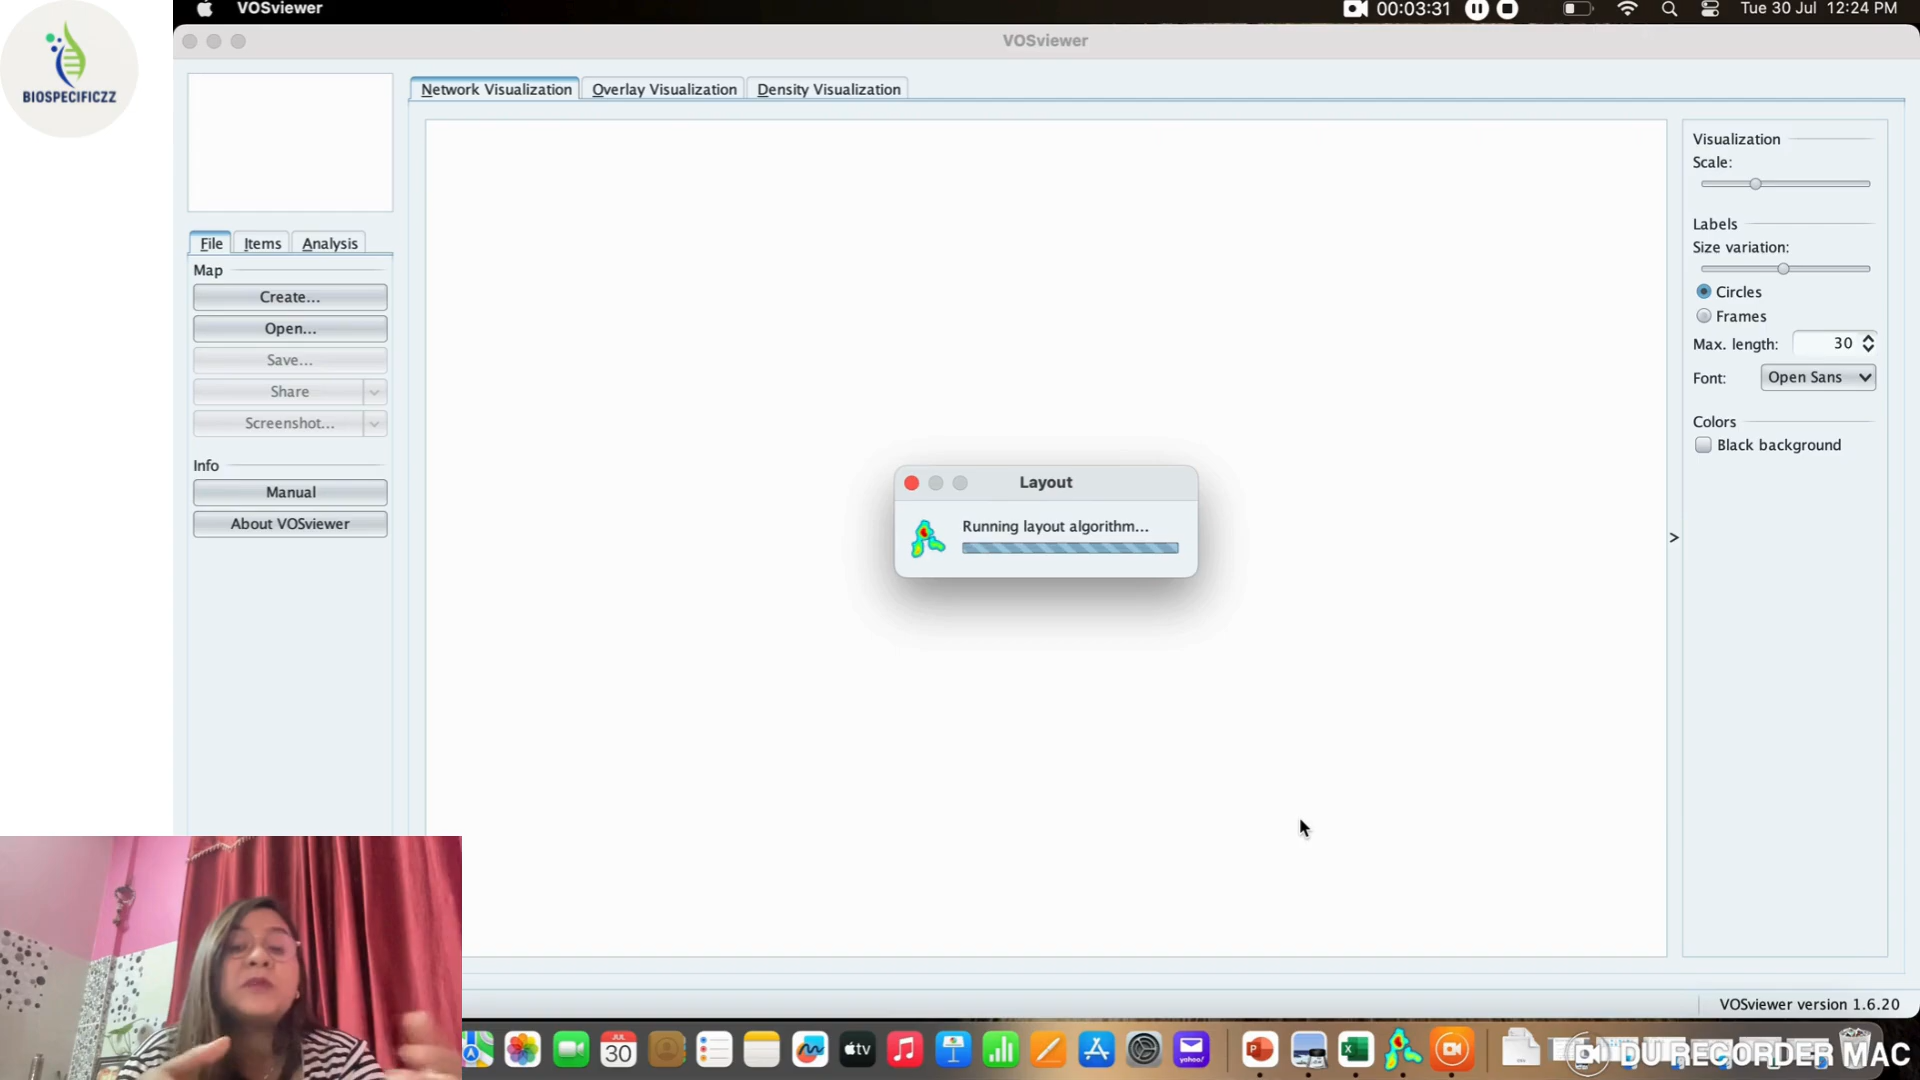 VOSviewer
00:03:31
Tue 30 Jul 12:24 PM
BIOSPECIFICZZ
VOSviewer
Network Visualization
Overlay Visualization
Density Visualization
File
Items
Analysis
Map
Create...
Open...
Save...
Share
Screenshot...
Info
Manual
About VOSviewer
Layout
Running layout algorithm...
>
Visualization
Scale:
Labels
Size variation:
Circles
Frames
Max. length: 30
Font: Open Sans
Colors
Black background
VOSviewer version 1.6.20
JUL
30
tv
yahoo!
DU RECORDER MAC